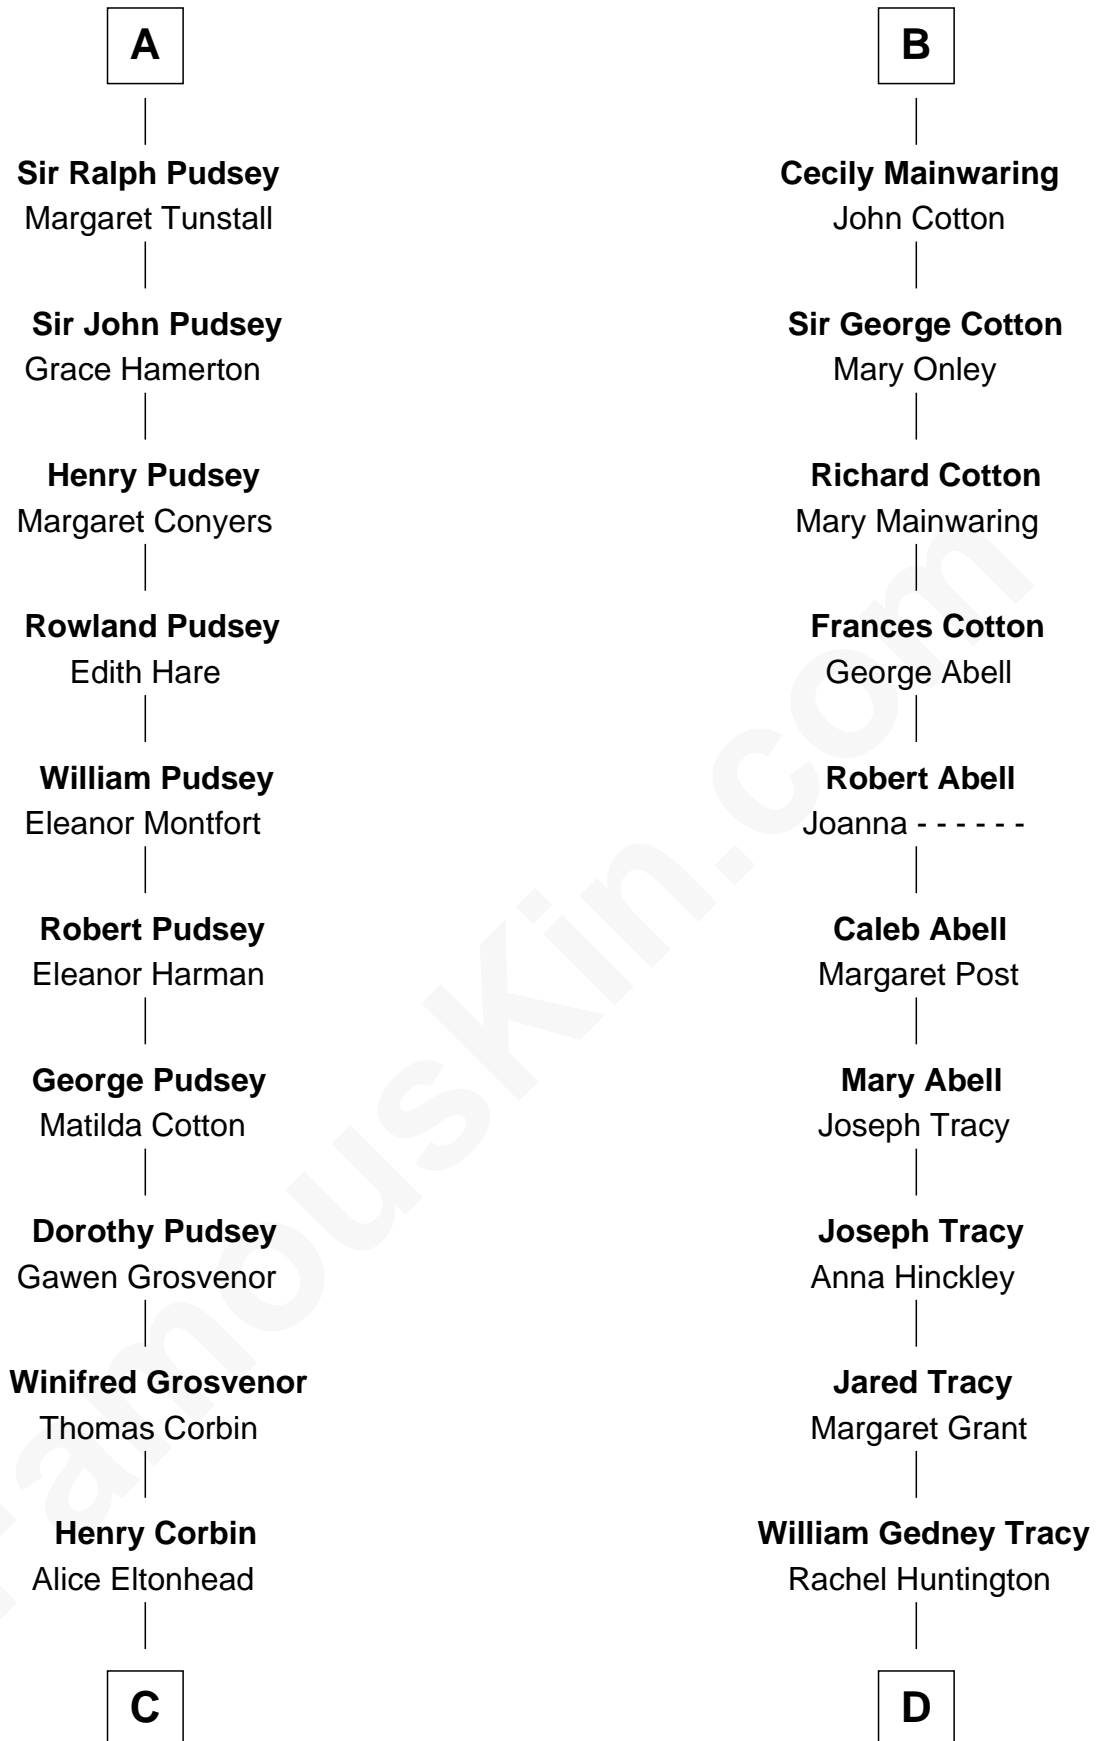 A
Sir Ralph Pudsey
Margaret Tunstall
Sir John Pudsey
Grace Hamerton
Henry Pudsey
Margaret Conyers
Rowland Pudsey
Edith Hare
William Pudsey
Eleanor Montfort
Robert Pudsey
Eleanor Harman
George Pudsey
Matilda Cotton
Dorothy Pudsey
Gawen Grosvenor
Winifred Grosvenor
Thomas Corbin
Henry Corbin
Alice Eltonhead
C
B
Cecily Mainwaring
John Cotton
Sir George Cotton
Mary Onley
Richard Cotton
Mary Mainwaring
Frances Cotton
George Abell
Robert Abell
Joanna - - - - - -
Caleb Abell
Margaret Post
Mary Abell
Joseph Tracy
Joseph Tracy
Anna Hinckley
Jared Tracy
Margaret Grant
William Gedney Tracy
Rachel Huntington
D
FamousKin.com